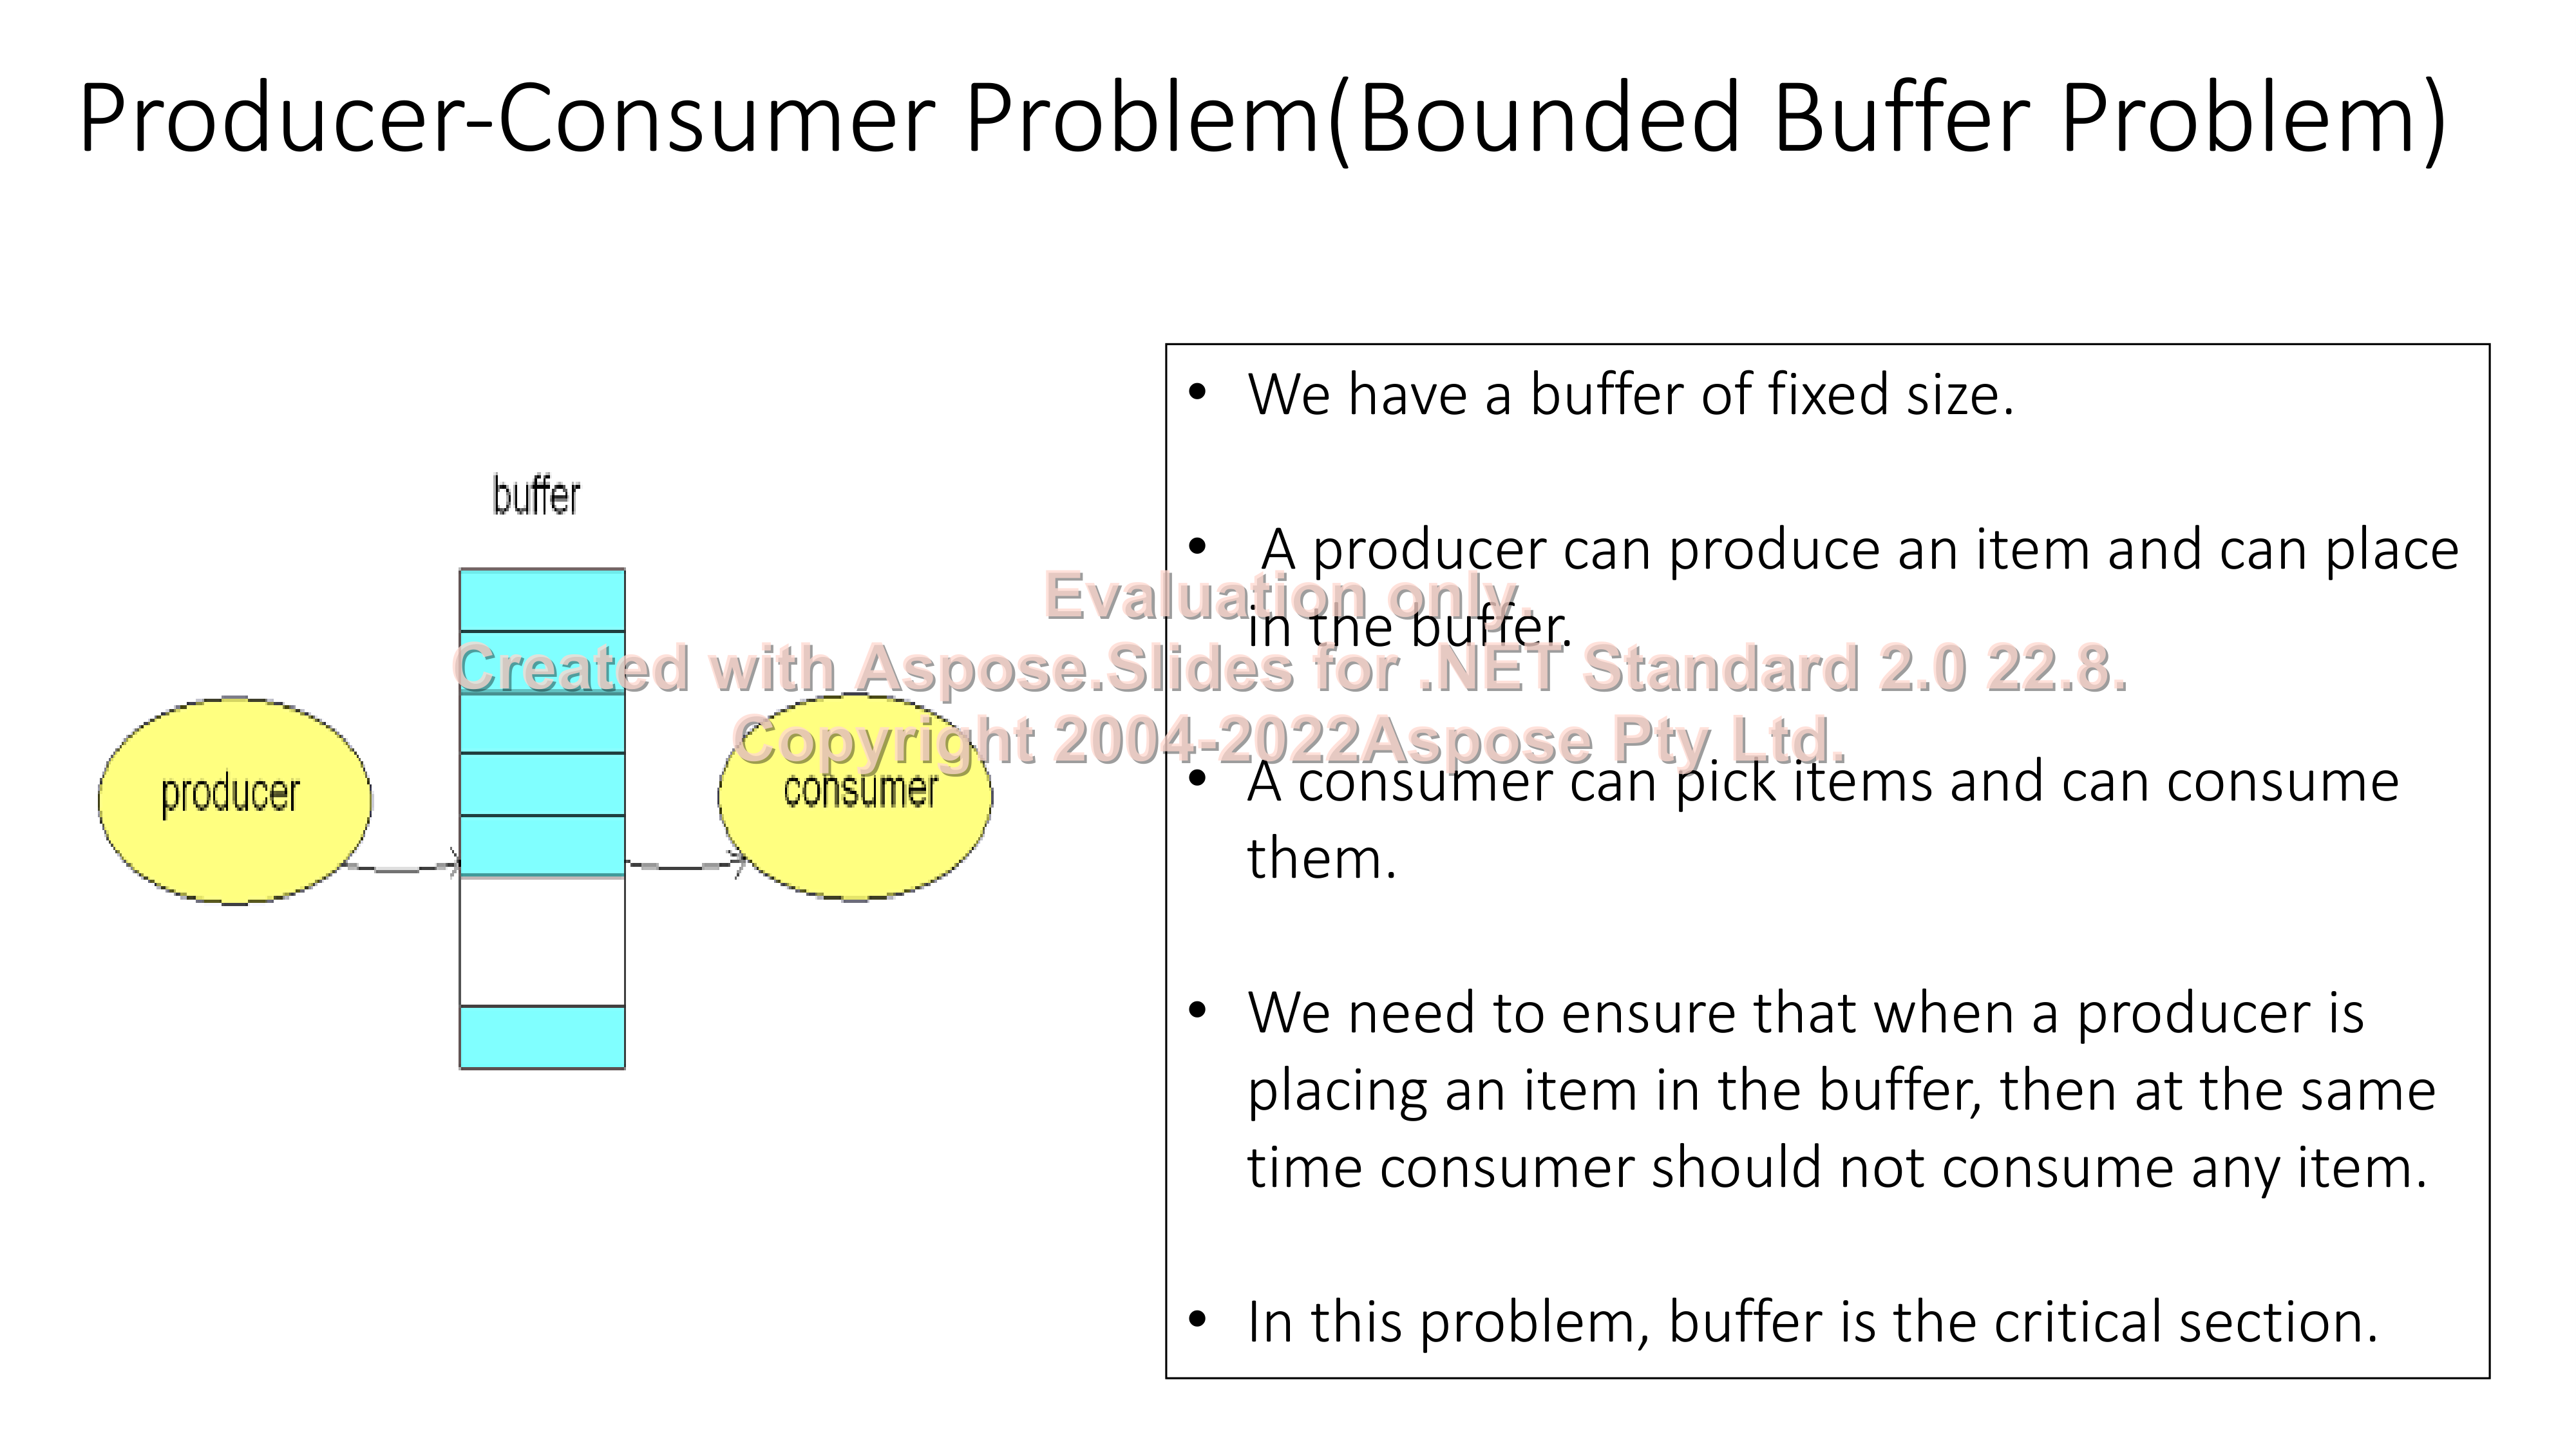 Producer-Consumer Problem(Bounded Buffer Problem)
buffer
producer
consumer
• We have a buffer of fixed size.
• A producer can produce an item and can place
in the buffer.
• A consumer can pick items and can consume
them.
• We need to ensure that when a producer is
placing an item in the buffer, then at the same
time consumer should not consume any item.
• In this problem, buffer is the critical section.
Evaluation only.
Created with Aspose.Slides for .NET Standard 2.0 22.8.
Copyright 2004-2022Aspose Pty Ltd.